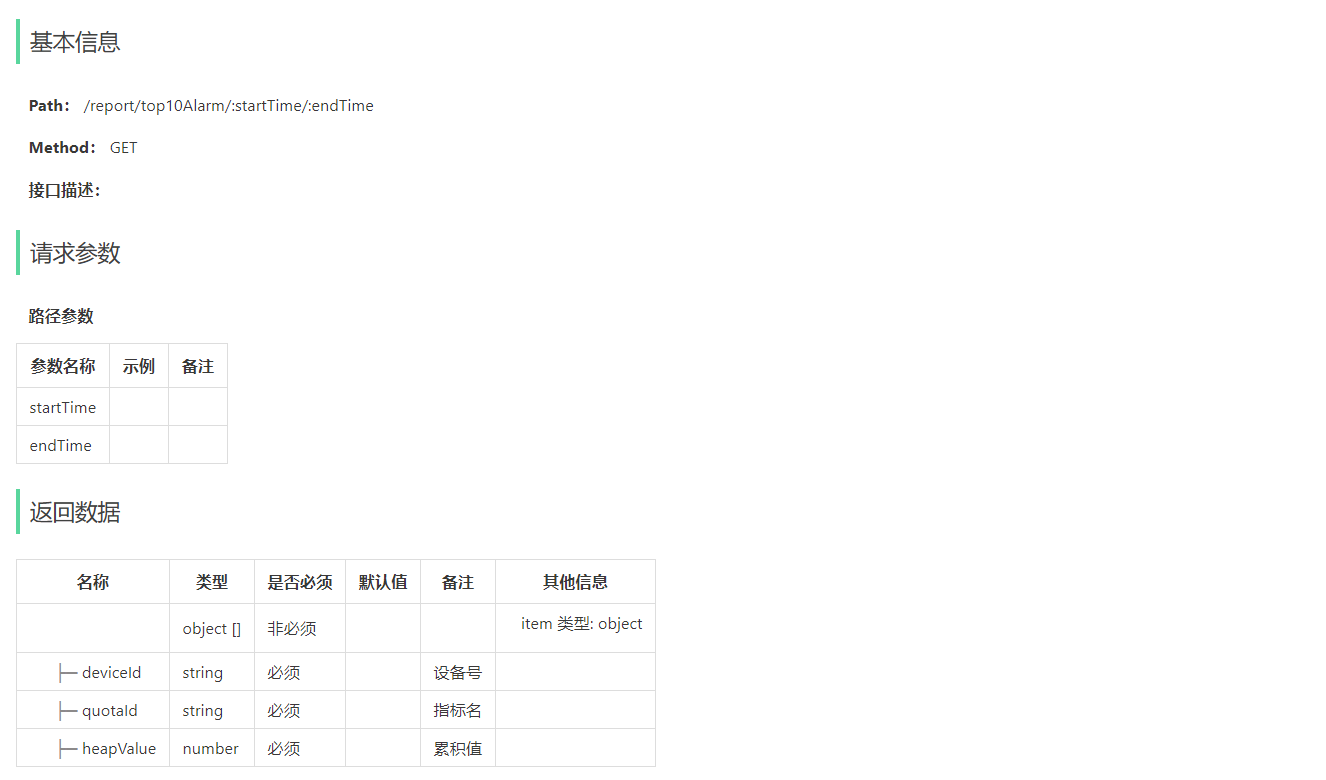 基本信息
Path： /report/top10Alarm/:startTime/:endTime
Method： GET
接口描述：
请求参数
路径参数
参数名称 示例 备注
startTime
endTime
返回数据
名称 类型 是否必须 默认值 备注 其他信息
object [] 非必须 item 类型: object
├─ deviceId string 必须 设备号
├─ quotaId string 必须 指标名
├─ heapValue number 必须 累积值